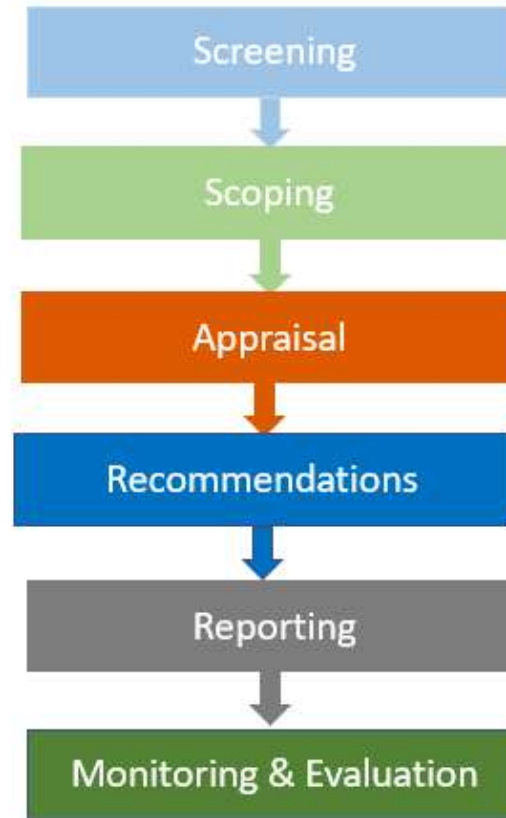 Screening
Scoping
Appraisal
Recommendations
Reporting
Monitoring & Evaluation